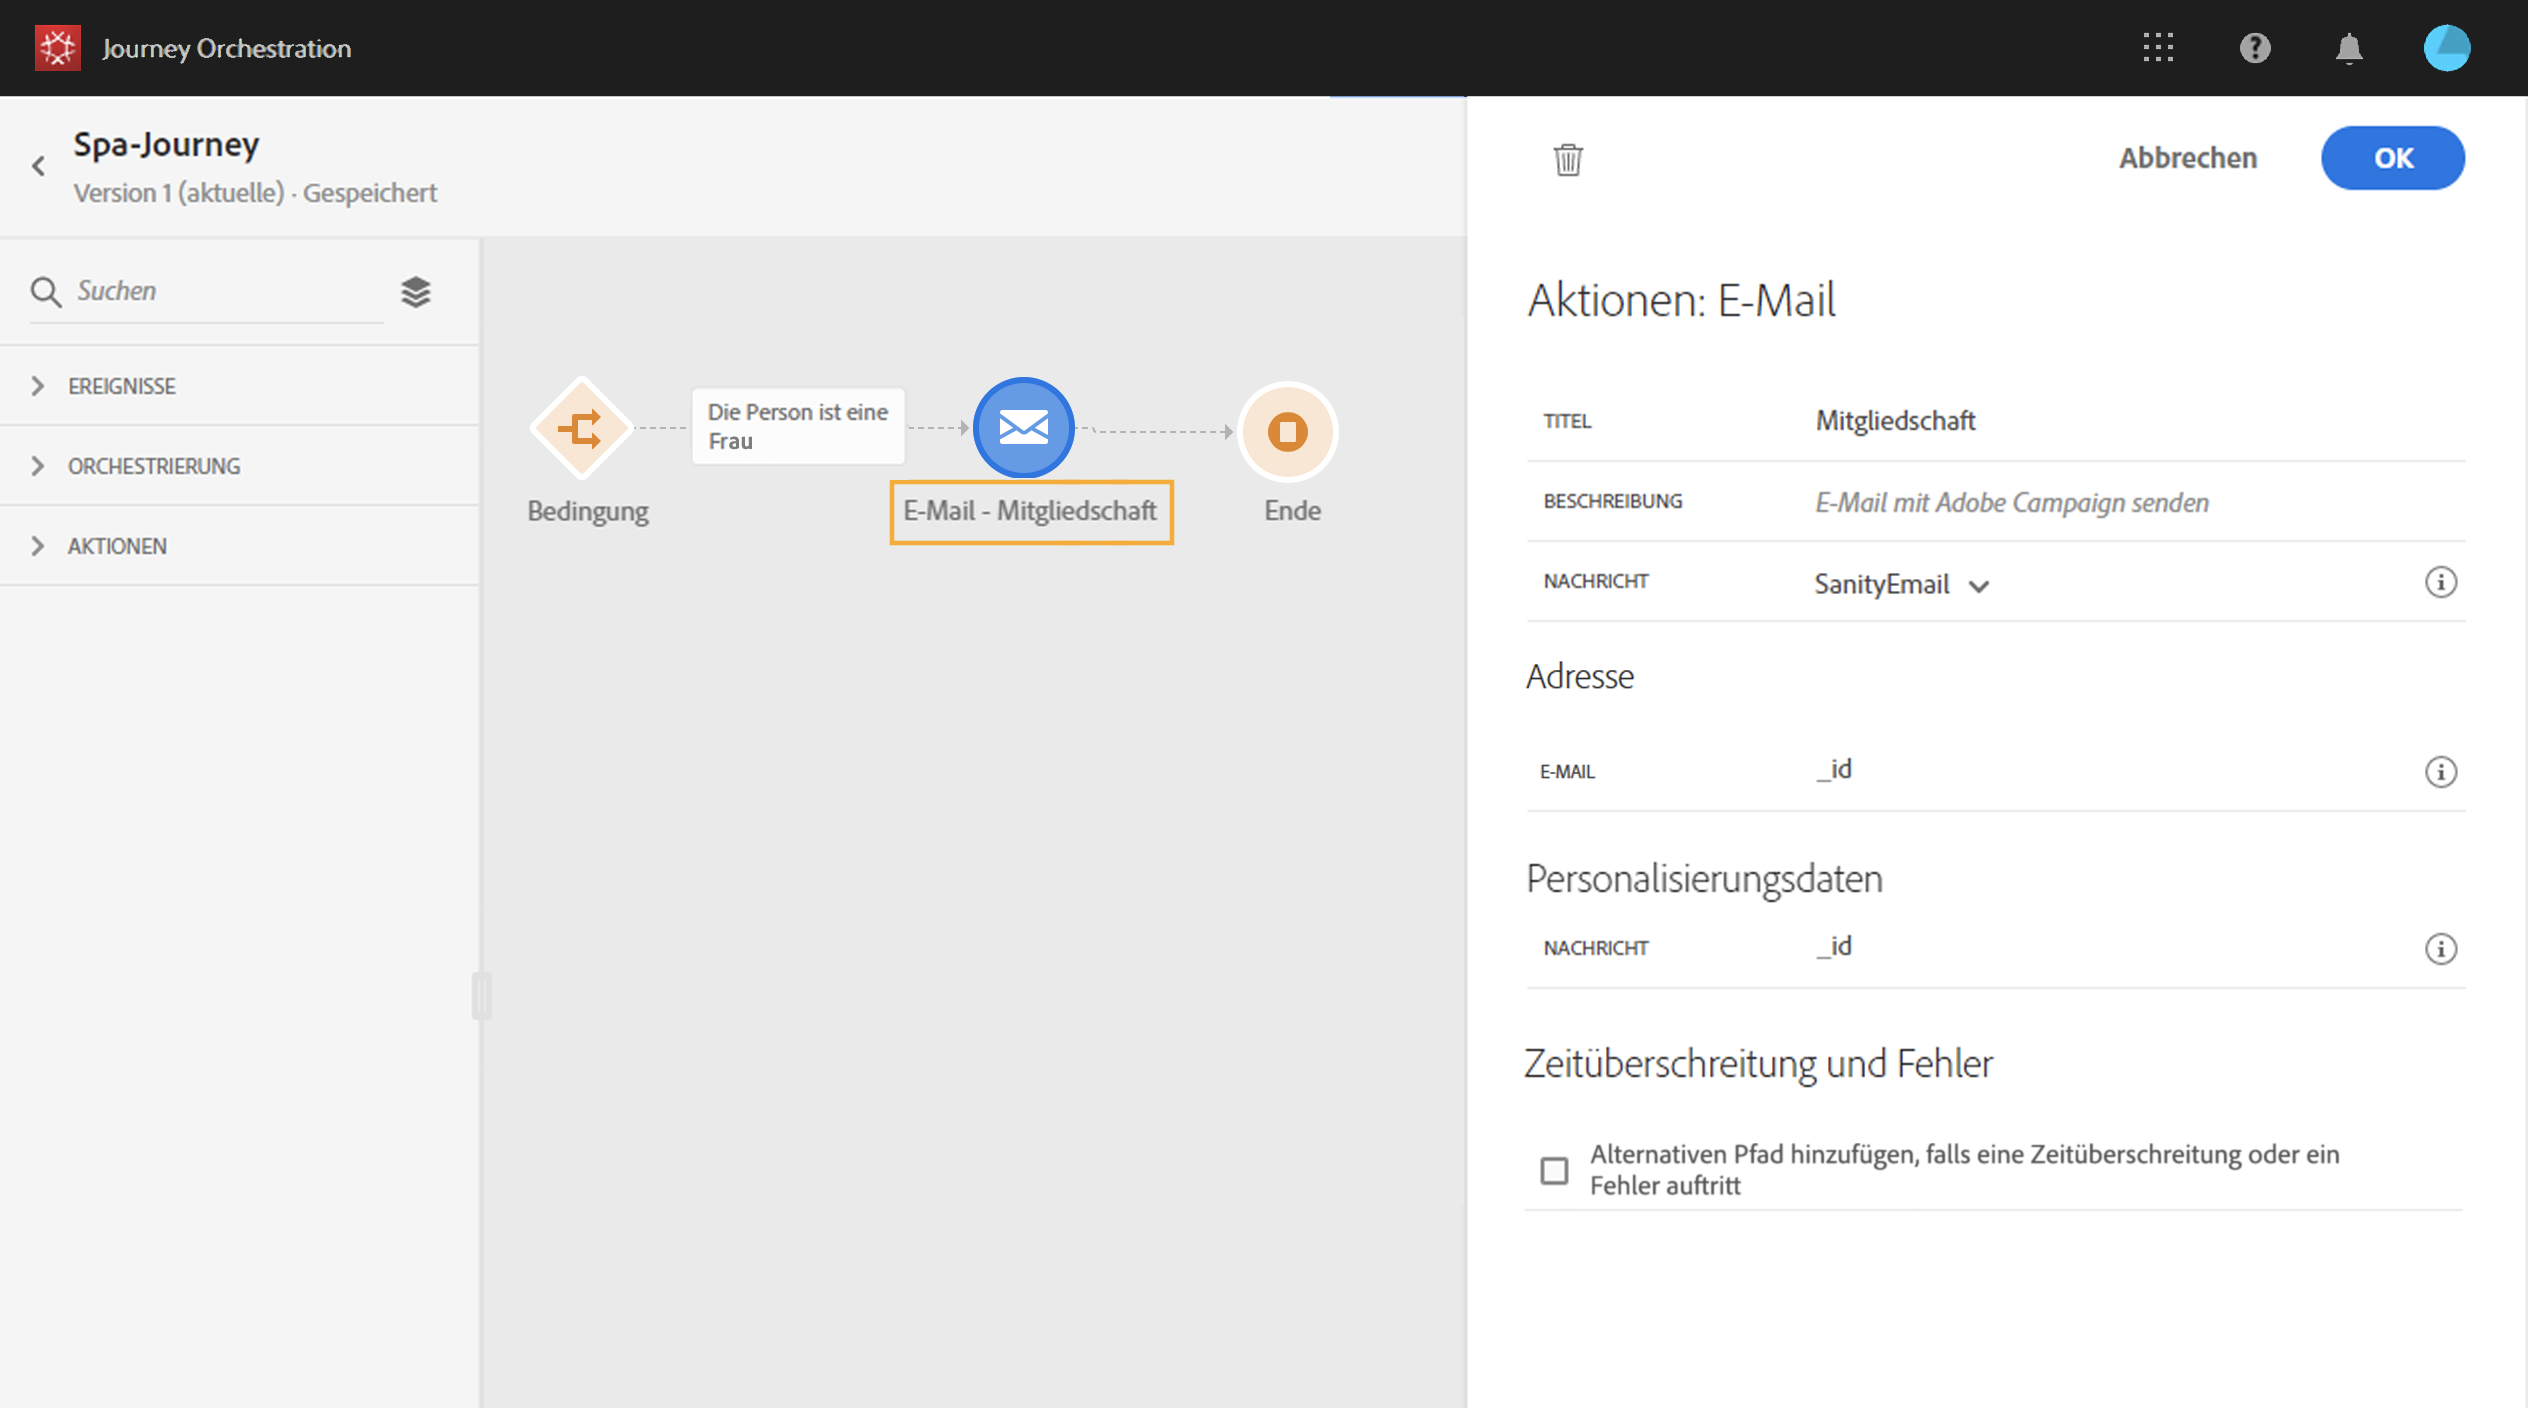 Journey Orchestration
Spa-Journey
Version 1 (aktuelle) · Gespeichert
Suchen
EREIGNISSE
ORCHESTRIERUNG
AKTIONEN
Bedingung
Die Person ist eine
Frau
E-Mail - Mitgliedschaft
Ende
Abbrechen
OK
Aktionen: E-Mail
TITEL Mitgliedschaft
BESCHREIBUNG E-Mail mit Adobe Campaign senden
NACHRICHT SanityEmail
Adresse
E-MAIL _id
Personalisierungsdaten
NACHRICHT _id
Zeitüberschreitung und Fehler
Alternativen Pfad hinzufügen, falls eine Zeitüberschreitung oder ein
Fehler auftritt